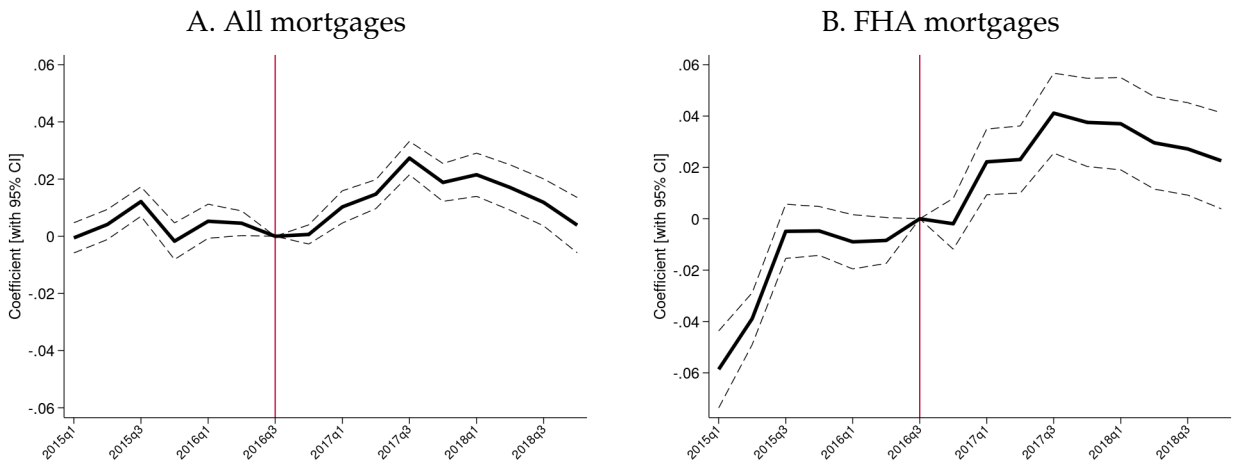 A. All mortgages
.06
.04
.02
0
-.02
-.04
-.06
Coefficient [with 95% CI]
2015q1
2015q3
2016q1
2016q3
2017q1
2017q3
2018q1
2018q3
B. FHA mortgages
.06
.04
.02
0
-.02
-.04
-.06
Coefficient [with 95% CI]
2015q1
2015q3
2016q1
2016q3
2017q1
2017q3
2018q1
2018q3